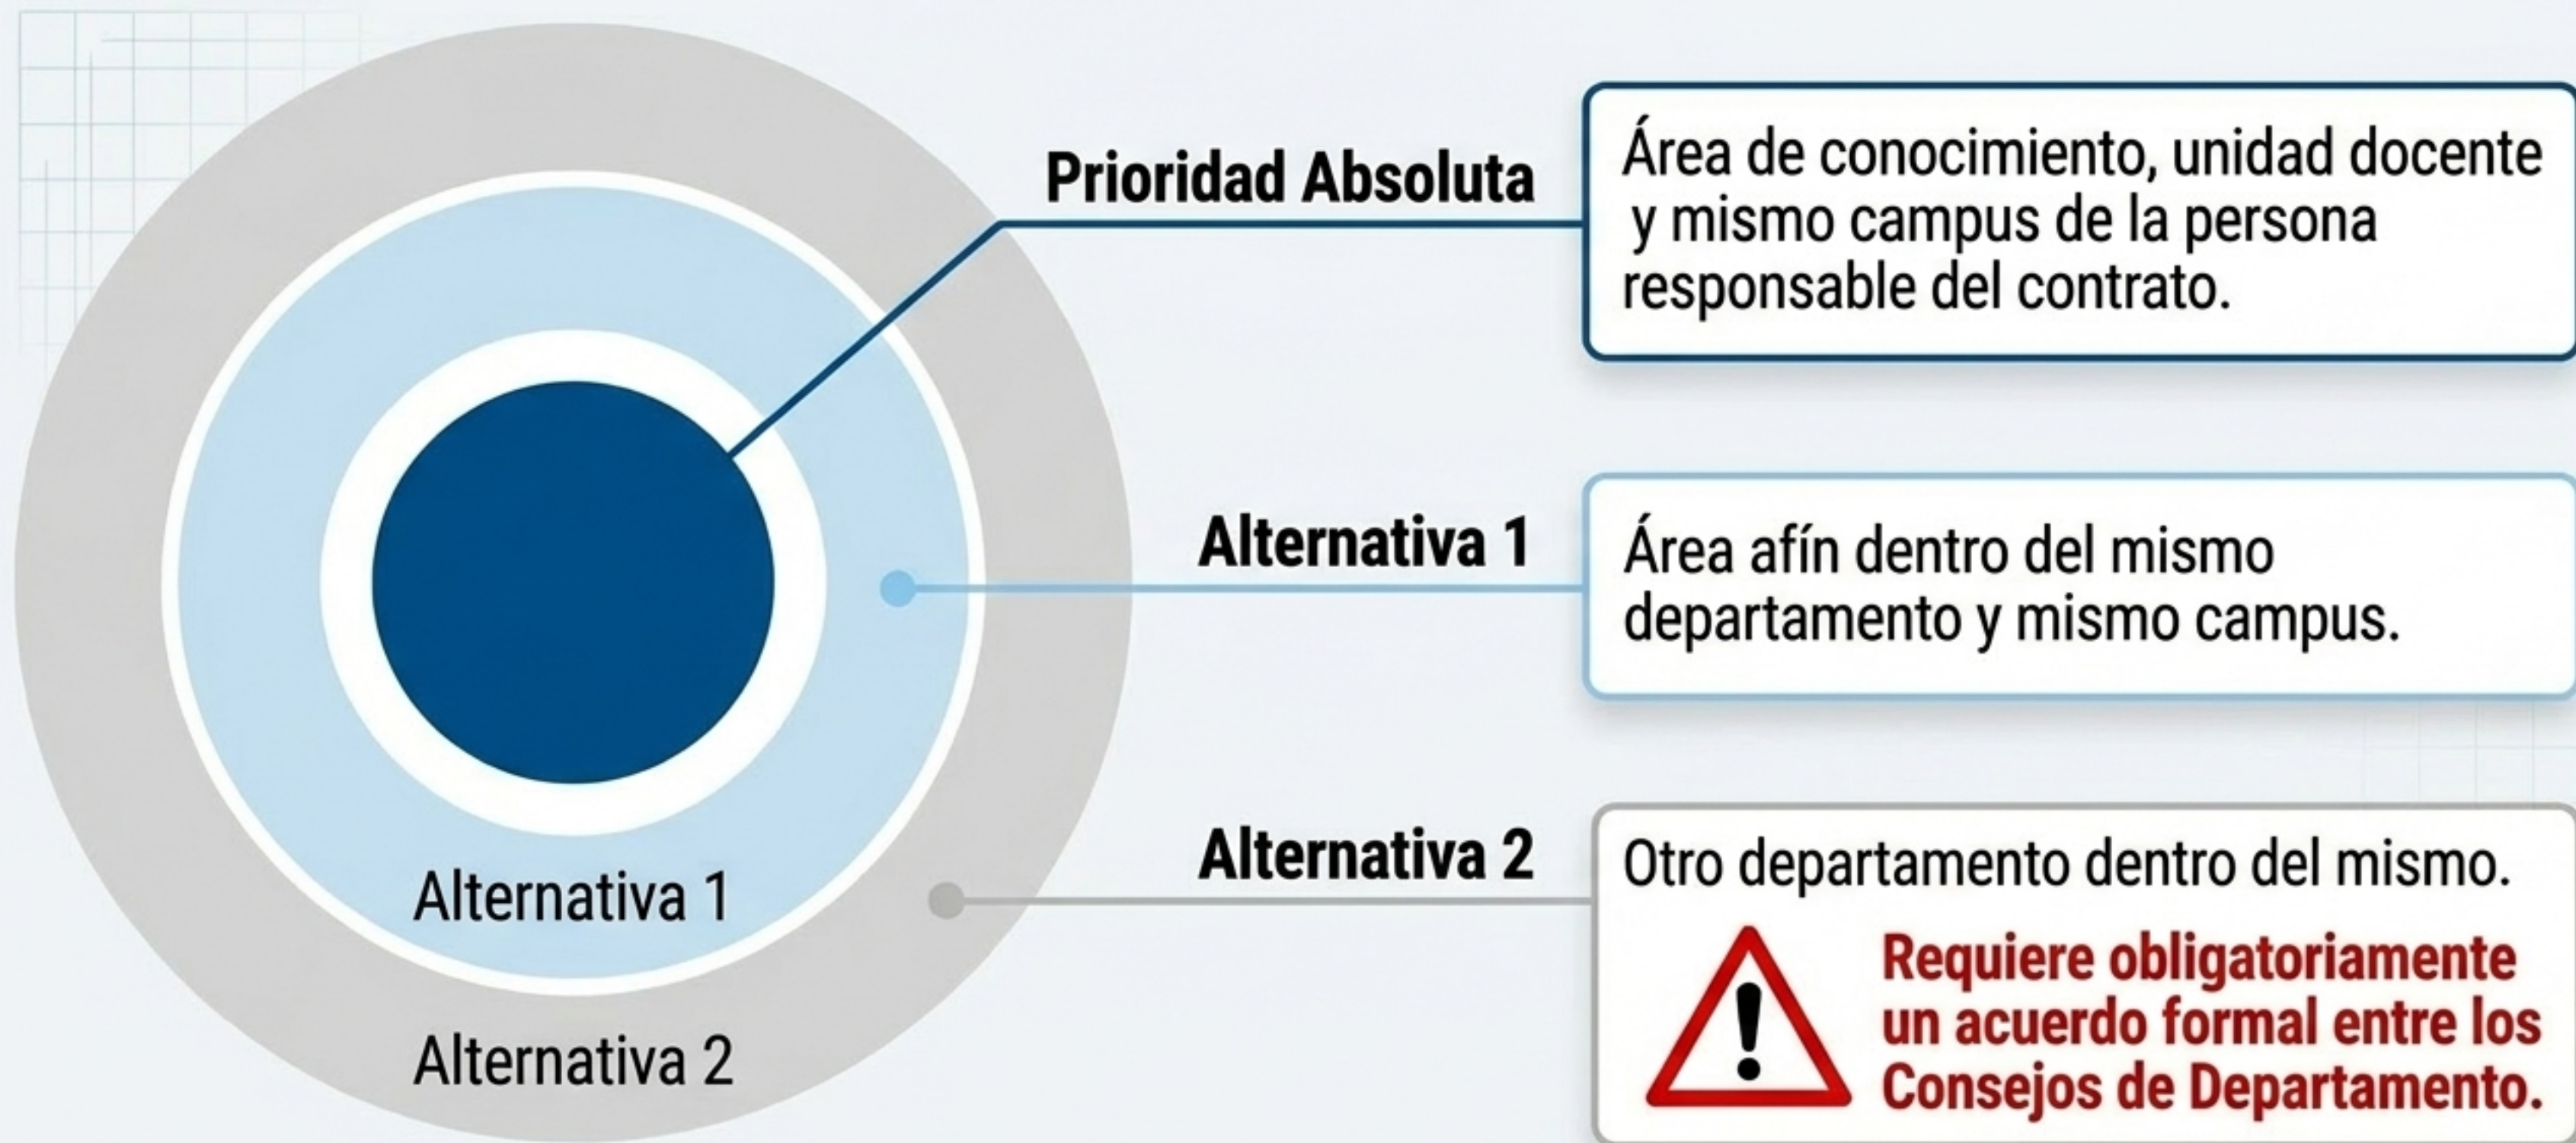 Prioridad Absoluta
Área de conocimiento, unidad docente
y mismo campus de la persona
responsable del contrato.
Alternativa 1
Área afín dentro del mismo
departamento y mismo campus.
Alternativa 2
Otro departamento dentro del mismo.
Requiere obligatoriamente
un acuerdo formal entre los
Consejos de Departamento.
Alternativa 1
Alternativa 2